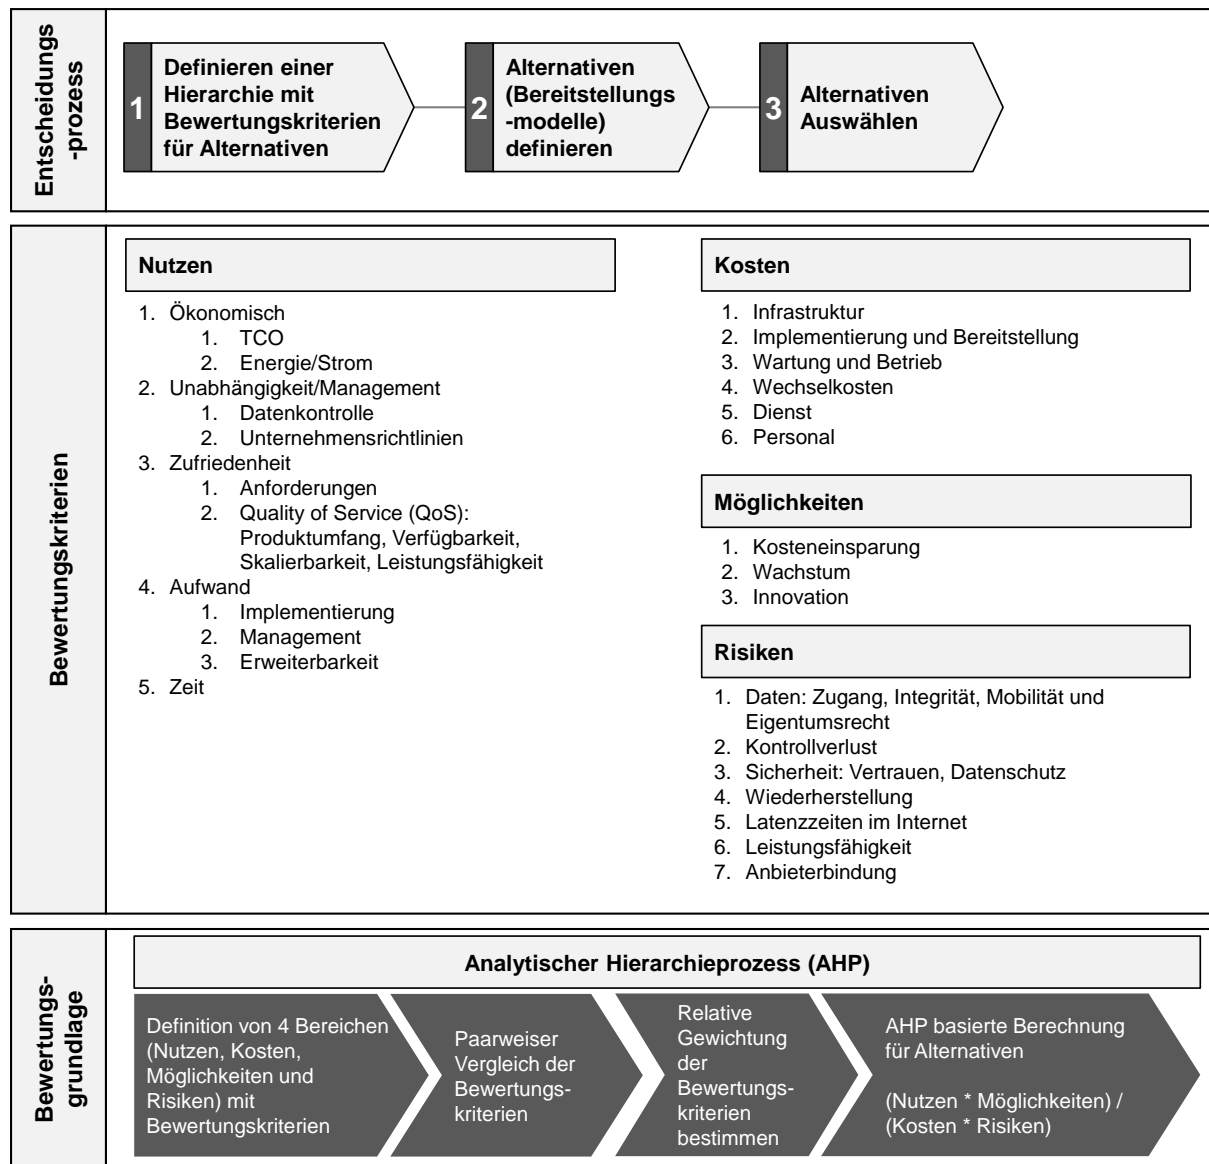 Entscheidungs
-prozess
1
Definieren einer
Hierarchie mit
Bewertungskriterien
für Alternativen
2
Alternativen
(Bereitstellungs
-modelle)
definieren
3
Alternativen
Auswählen
Bewertungskriterien
Nutzen
1. Ökonomisch
1. TCO
2. Energie/Strom
2. Unabhängigkeit/Management
1. Datenkontrolle
2. Unternehmensrichtlinien
3. Zufriedenheit
1. Anforderungen
2. Quality of Service (QoS):
Produktumfang, Verfügbarkeit,
Skalierbarkeit, Leistungsfähigkeit
4. Aufwand
1. Implementierung
2. Management
3. Erweiterbarkeit
5. Zeit
Kosten
1. Infrastruktur
2. Implementierung und Bereitstellung
3. Wartung und Betrieb
4. Wechselkosten
5. Dienst
6. Personal
Möglichkeiten
1. Kosteneinsparung
2. Wachstum
3. Innovation
Risiken
1. Daten: Zugang, Integrität, Mobilität und
Eigentumsrecht
2. Kontrollverlust
3. Sicherheit: Vertrauen, Datenschutz
4. Wiederherstellung
5. Latenzzeiten im Internet
6. Leistungsfähigkeit
7. Anbieterbindung
Bewertungs-
grundlage
Analytischer Hierarchieprozess (AHP)
Definition von 4 Bereichen
(Nutzen, Kosten,
Möglichkeiten und
Risiken) mit
Bewertungskriterien
Paarweiser
Vergleich der
Bewertungs-
kriterien
Relative
Gewichtung
der
Bewertungs-
kriterien
bestimmen
AHP basierte Berechnung
für Alternativen
(Nutzen * Möglichkeiten) /
(Kosten * Risiken)